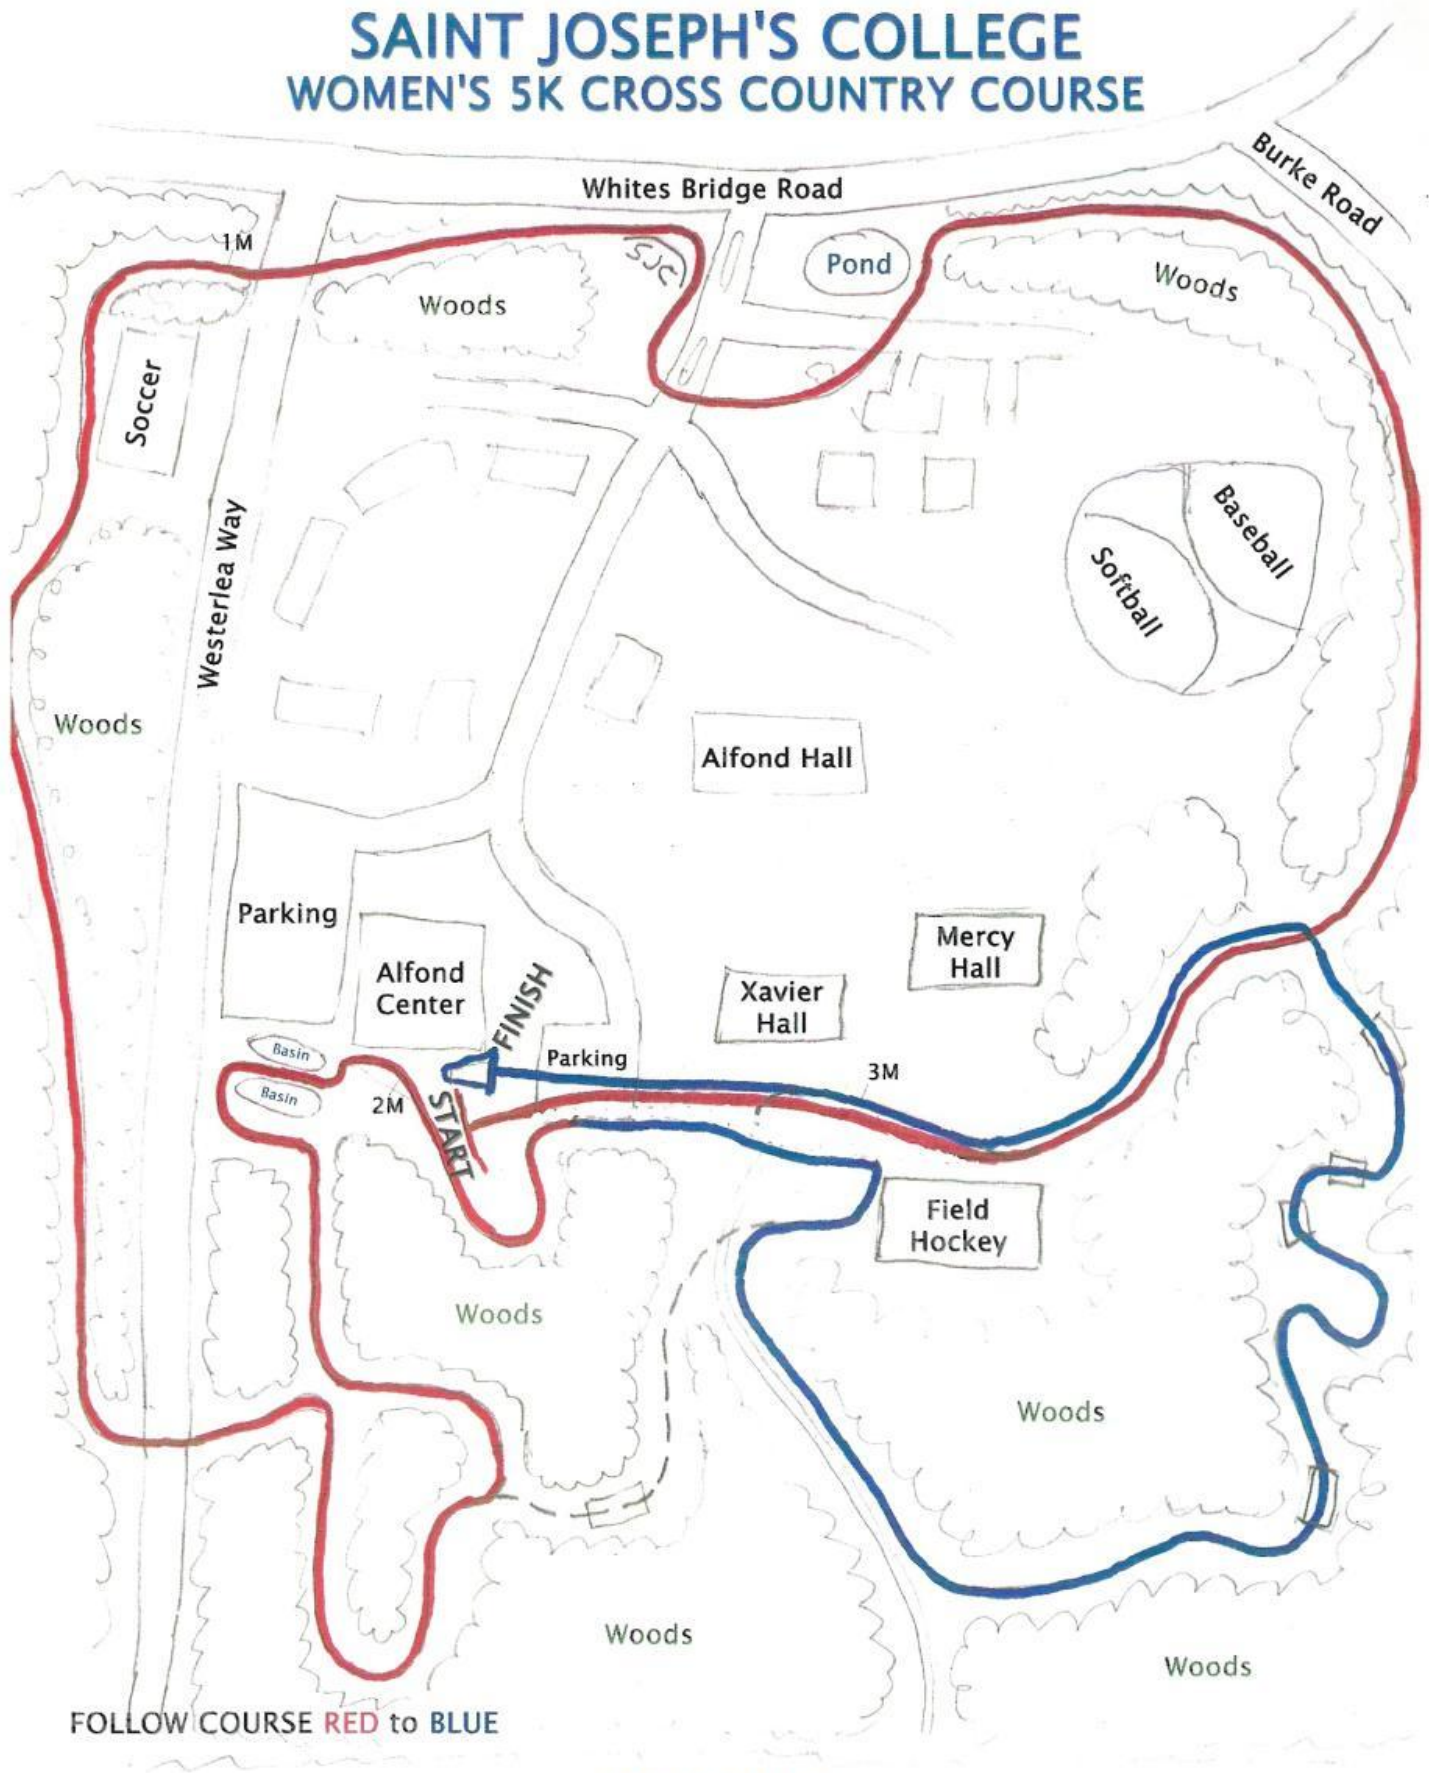 SAINT JOSEPH'S COLLEGE
WOMEN'S 5K CROSS COUNTRY COURSE
Burke Road
Whites Bridge Road
1M
SJC
Pond
Woods
Woods
Soccer
Baseball
Softball
Westerlea Way
Woods
Alfond Hall
Parking
Mercy
Hall
Alfond
Center
Xavier
Hall
FINISH
Basin
Parking
3M
Basin
2M
START
Field
Hockey
Woods
Woods
Woods
Woods
FOLLOW COURSE RED to BLUE